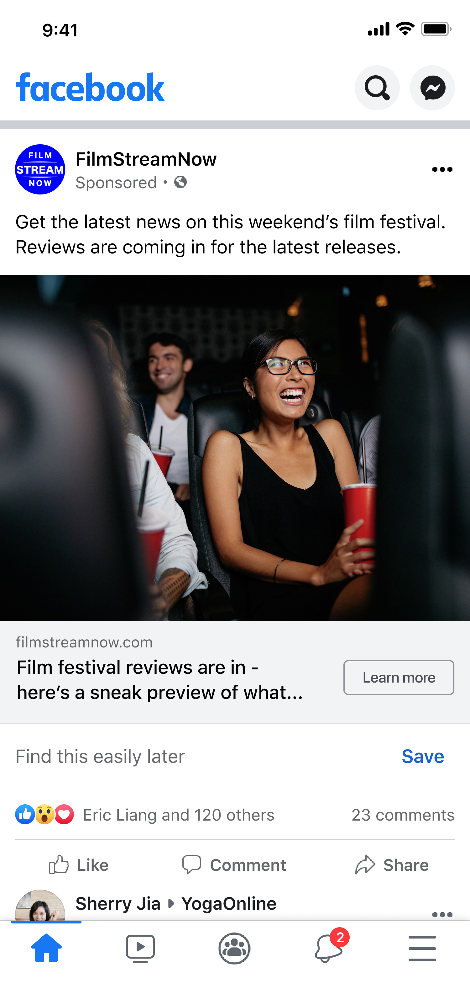 9:41
facebook
FILM
STREAM
NOW
FilmStreamNow
Sponsored •
Get the latest news on this weekend’s film festival.
Reviews are coming in for the latest releases.
3
filmstreamnow.com
Film festival reviews are in -
here’s a sneak preview of what...
Learn more
Find this easily later
Save
Eric Liang and 120 others
23 comments
Like
Comment
Share
Sherry Jia
YogaOnline
2